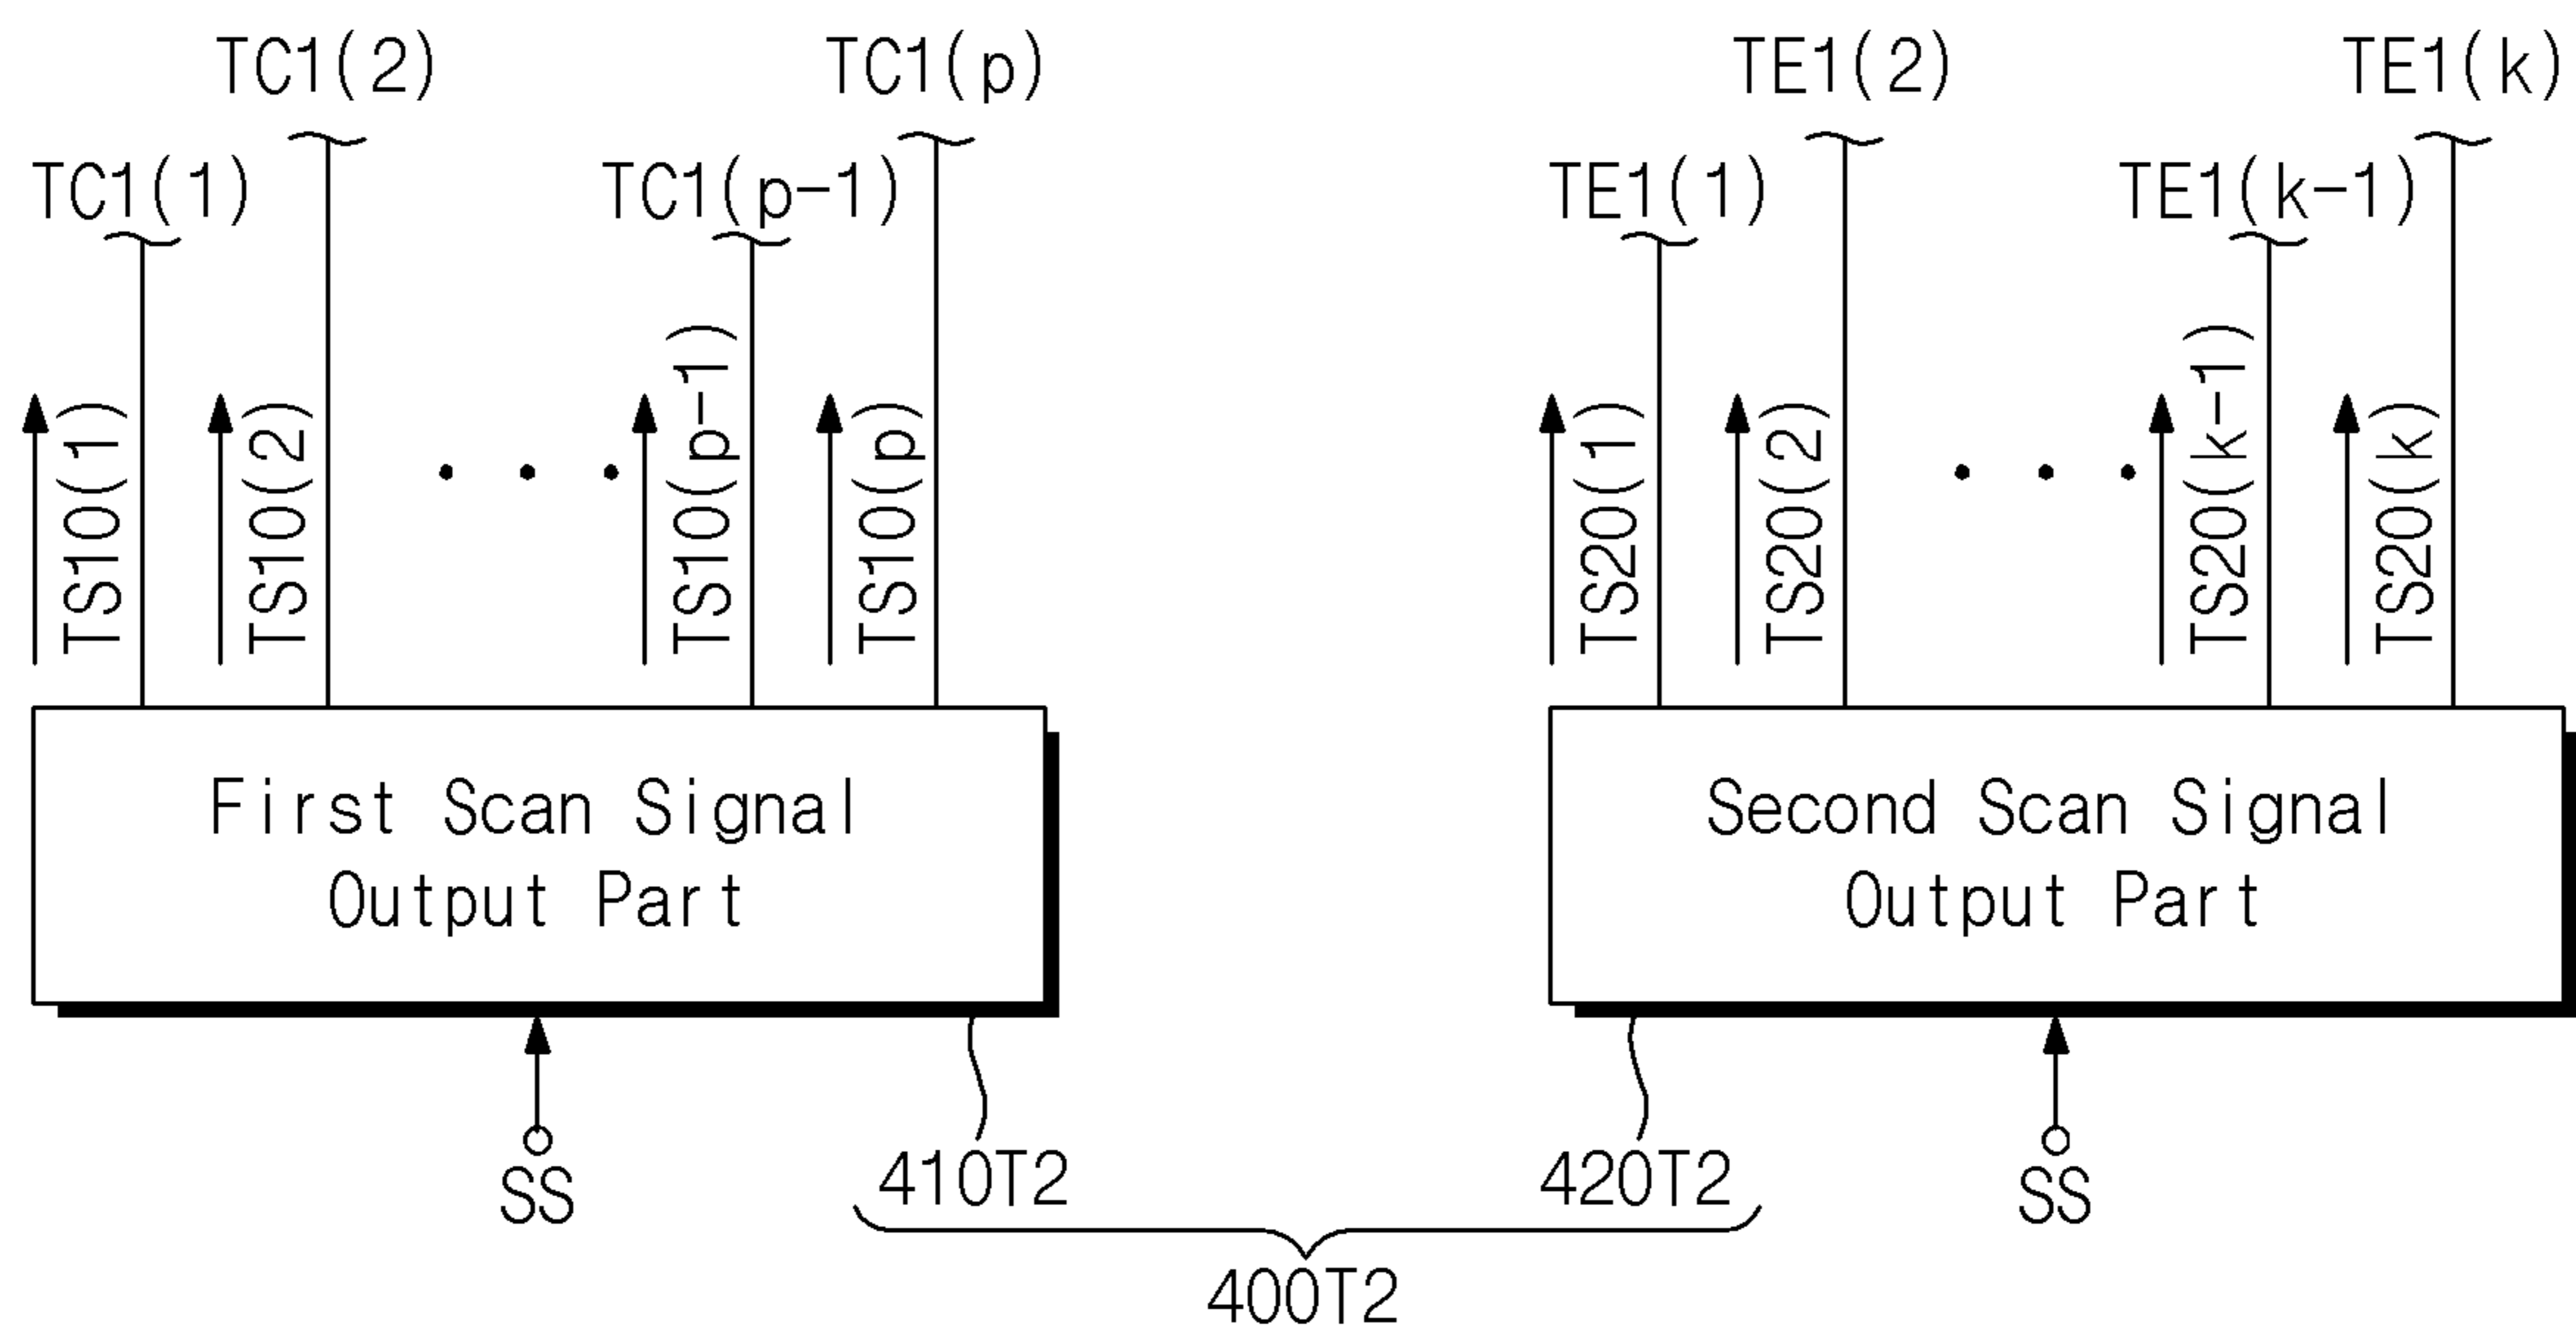 TC1(2) TC1(p) TE1(2) TE1(k)
TC1(1) TC1(p-1) TE1(1) TE1(k-1)
TS10(1) TS10(2) TS10(p-1) TS10(p) TS20(1) TS20(2) TS20(k-1) TS20(k)
First Scan Signal
Output Part
Second Scan Signal
Output Part
SS 410T2 420T2 SS
400T2